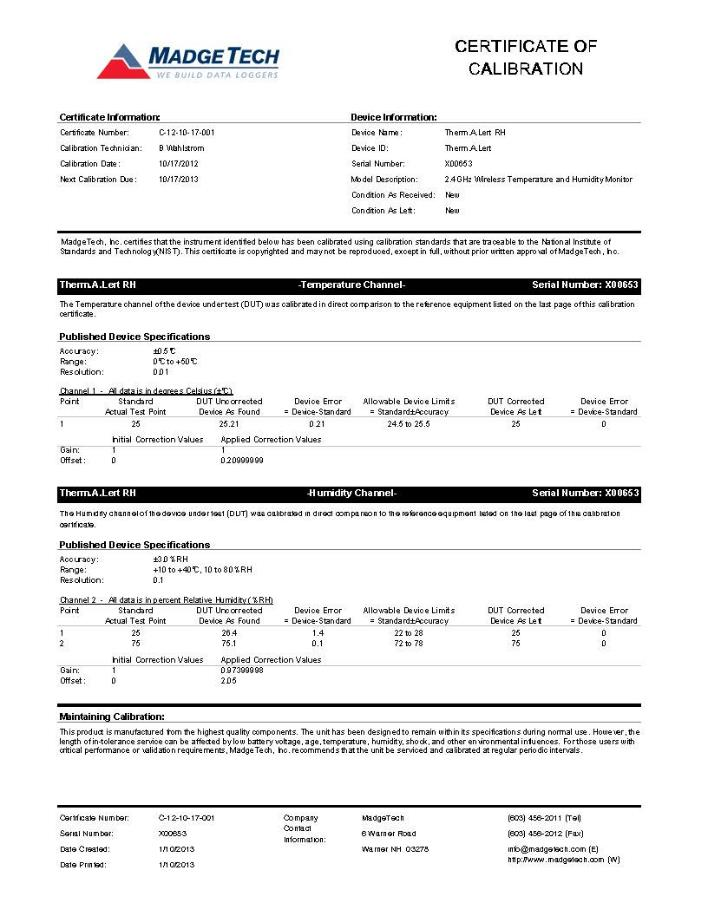 MADGETECH
WE BUILD DATA LOGGERS
CERTIFICATE OF
CALIBRATION
Certificate Information: Device Information:
Certificate Number: C-12-10-17-001 Device Name: Therm.A.Lert RH
Calibration Technician: B Wahlstrom Device ID: Therm.A.Lert
Calibration Date: 10/17/2012 Serial Number: X00653
Next Calibration Due: 10/17/2013 Model Description: 2.4GHz Wireless Temperature and Humidity Monitor
Condition As Received: New
Condition As Left: New
MadgeTech, Inc. certifies that the instrument identified below has been calibrated using calibration standards that are traceable to the National Institute of
Standards and Technology(NIST). This certificate is copyrighted and may not be reproduced, except in full, without prior written approval of MadgeTech, Inc.
Therm.A.Lert RH -Temperature Channel- Serial Number: X00653
The Temperature channel of the device under test (DUT) was calibrated in direct comparison to the reference equipment listed on the last page of this calibration
certificate.
Published Device Specifications
Accuracy: ±0.5°C
Range: 0°C to +50°C
Resolution: 0.01
Channel 1 - All data is in degrees Celsius (±°C)
Point Standard DUT Uncorrected Device Error Allowable Device Limits DUT Corrected Device Error
Actual Test Point Device As Found = Device-Standard = Standard±Accuracy Device As Left = Device-Standard
1 25 25.21 0.21 24.5 to 25.5 25 0
Initial Correction Values Applied Correction Values
Gain: 1 1
Offset: 0 0.20999999
Therm.A.Lert RH -Humidity Channel- Serial Number: X00653
The Humidity channel of the device under test (DUT) was calibrated in direct comparison to the reference equipment listed on the last page of this calibration
certificate.
Published Device Specifications
Accuracy: ±3.0 %RH
Range: +10 to +40°C, 10 to 80%RH
Resolution: 0.1
Channel 2 - All data is in percent Relative Humidity (%RH)
Point Standard DUT Uncorrected Device Error Allowable Device Limits DUT Corrected Device Error
Actual Test Point Device As Found = Device-Standard = Standard±Accuracy Device As Left = Device-Standard
1 25 26.4 1.4 22 to 28 25 0
2 75 75.1 0.1 72 to 78 75 0
Initial Correction Values Applied Correction Values
Gain: 1 0.97399998
Offset: 0 2.05
Maintaining Calibration:
This product is manufactured from the highest quality components. The unit has been designed to remain within its specifications during normal use. However, the
length of in-tolerance service can be affected by low battery voltage, age, temperature, humidity, shock, and other environmental influences. For those users with
critical performance or validation requirements, MadgeTech, Inc. recommends that the unit be serviced and calibrated at regular periodic intervals.
Certificate Number: C-12-10-17-001 Company MadgeTech (603) 456-2011 (Tel)
Contact
Serial Number: X00653 Information: 6 Warner Road (603) 456-2012 (Fax)
Date Created: 1/10/2013 Warner NH 03278 info@madgetech.com (E)
http://www.madgetech.com (W)
Date Printed: 1/10/2013